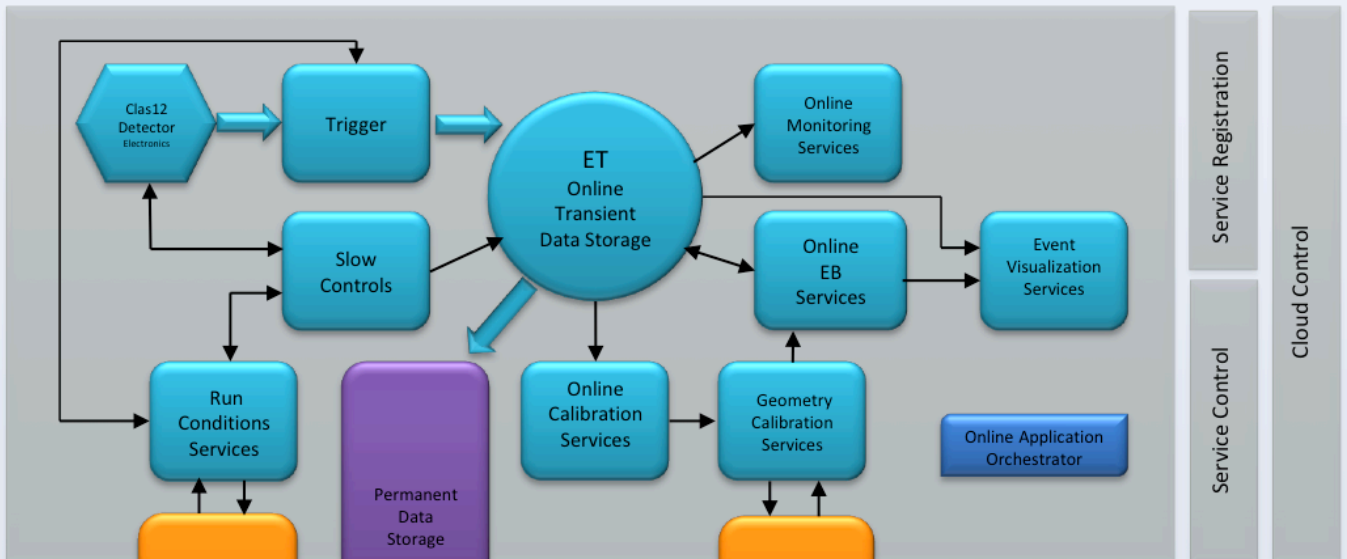 Clas12
Detector
Electronics
Trigger
ET
Online
Transient
Data Storage
Online
Monitoring
Services
Slow
Controls
Online
EB
Services
Event
Visualization
Services
Run
Conditions
Services
Permanent
Data
Storage
Online
Calibration
Services
Geometry
Calibration
Services
Online Application
Orchestrator
Service Registration
Service Control
Cloud Control